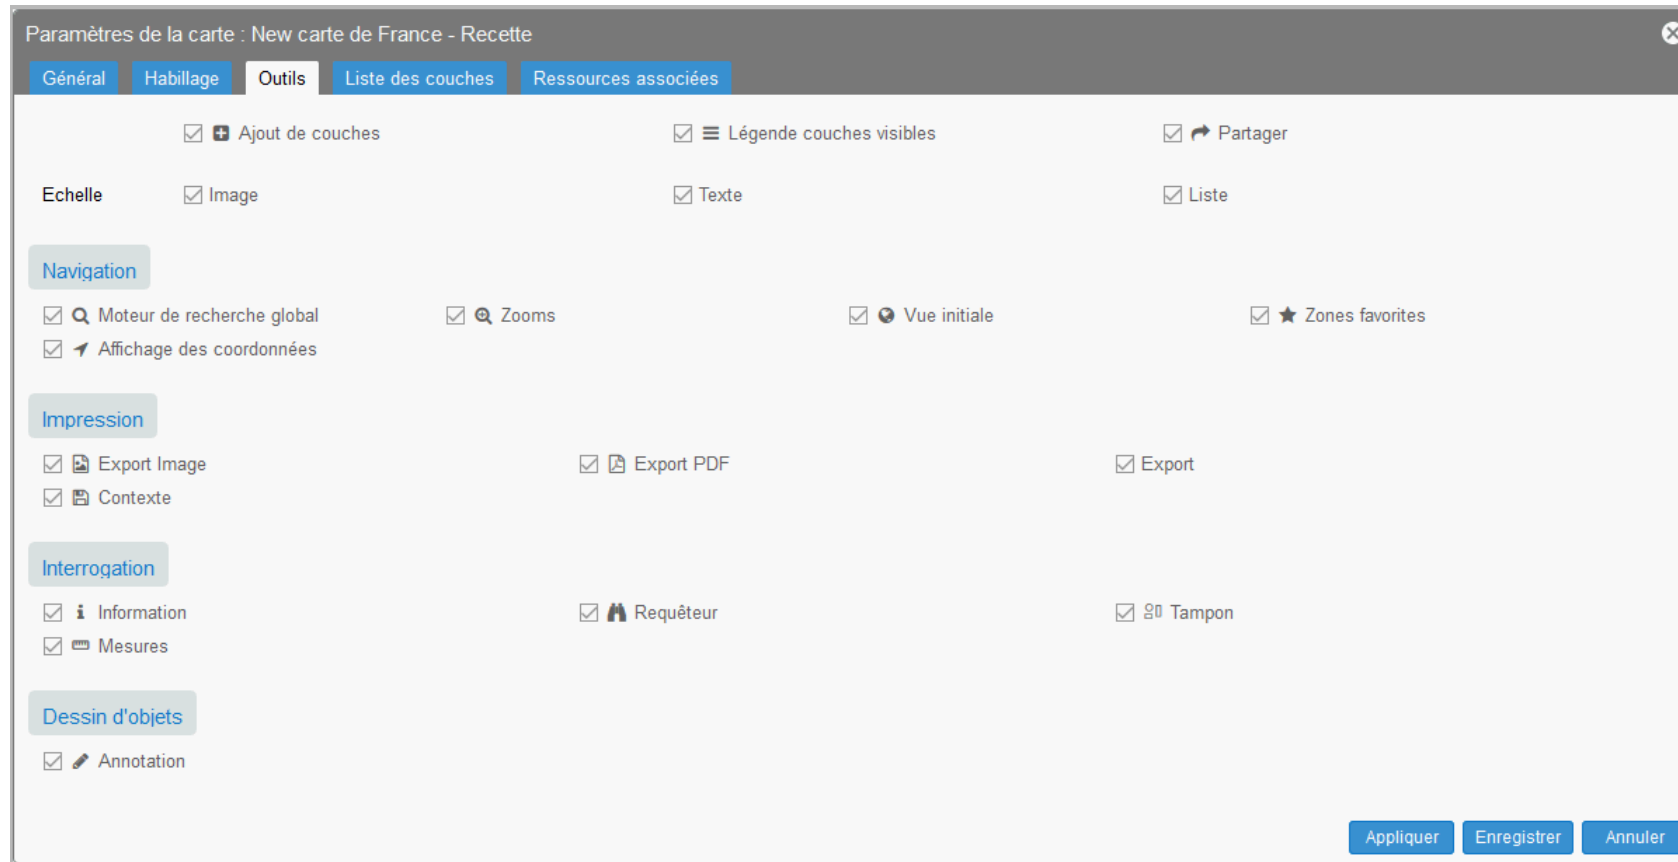 Paramètres de la carte : New carte de France - Recette
Général Habillage Outils Liste des couches Ressources associées
Ajout de couches Légende couches visibles Partager
Echelle Image Texte Liste
Navigation
Moteur de recherche global Zooms Vue initiale Zones favorites
Affichage des coordonnées
Impression
Export Image Export PDF Export
Contexte
Interrogation
Information Requêteur Tampon
Mesures
Dessin d'objets
Annotation
Appliquer Enregistrer Annuler